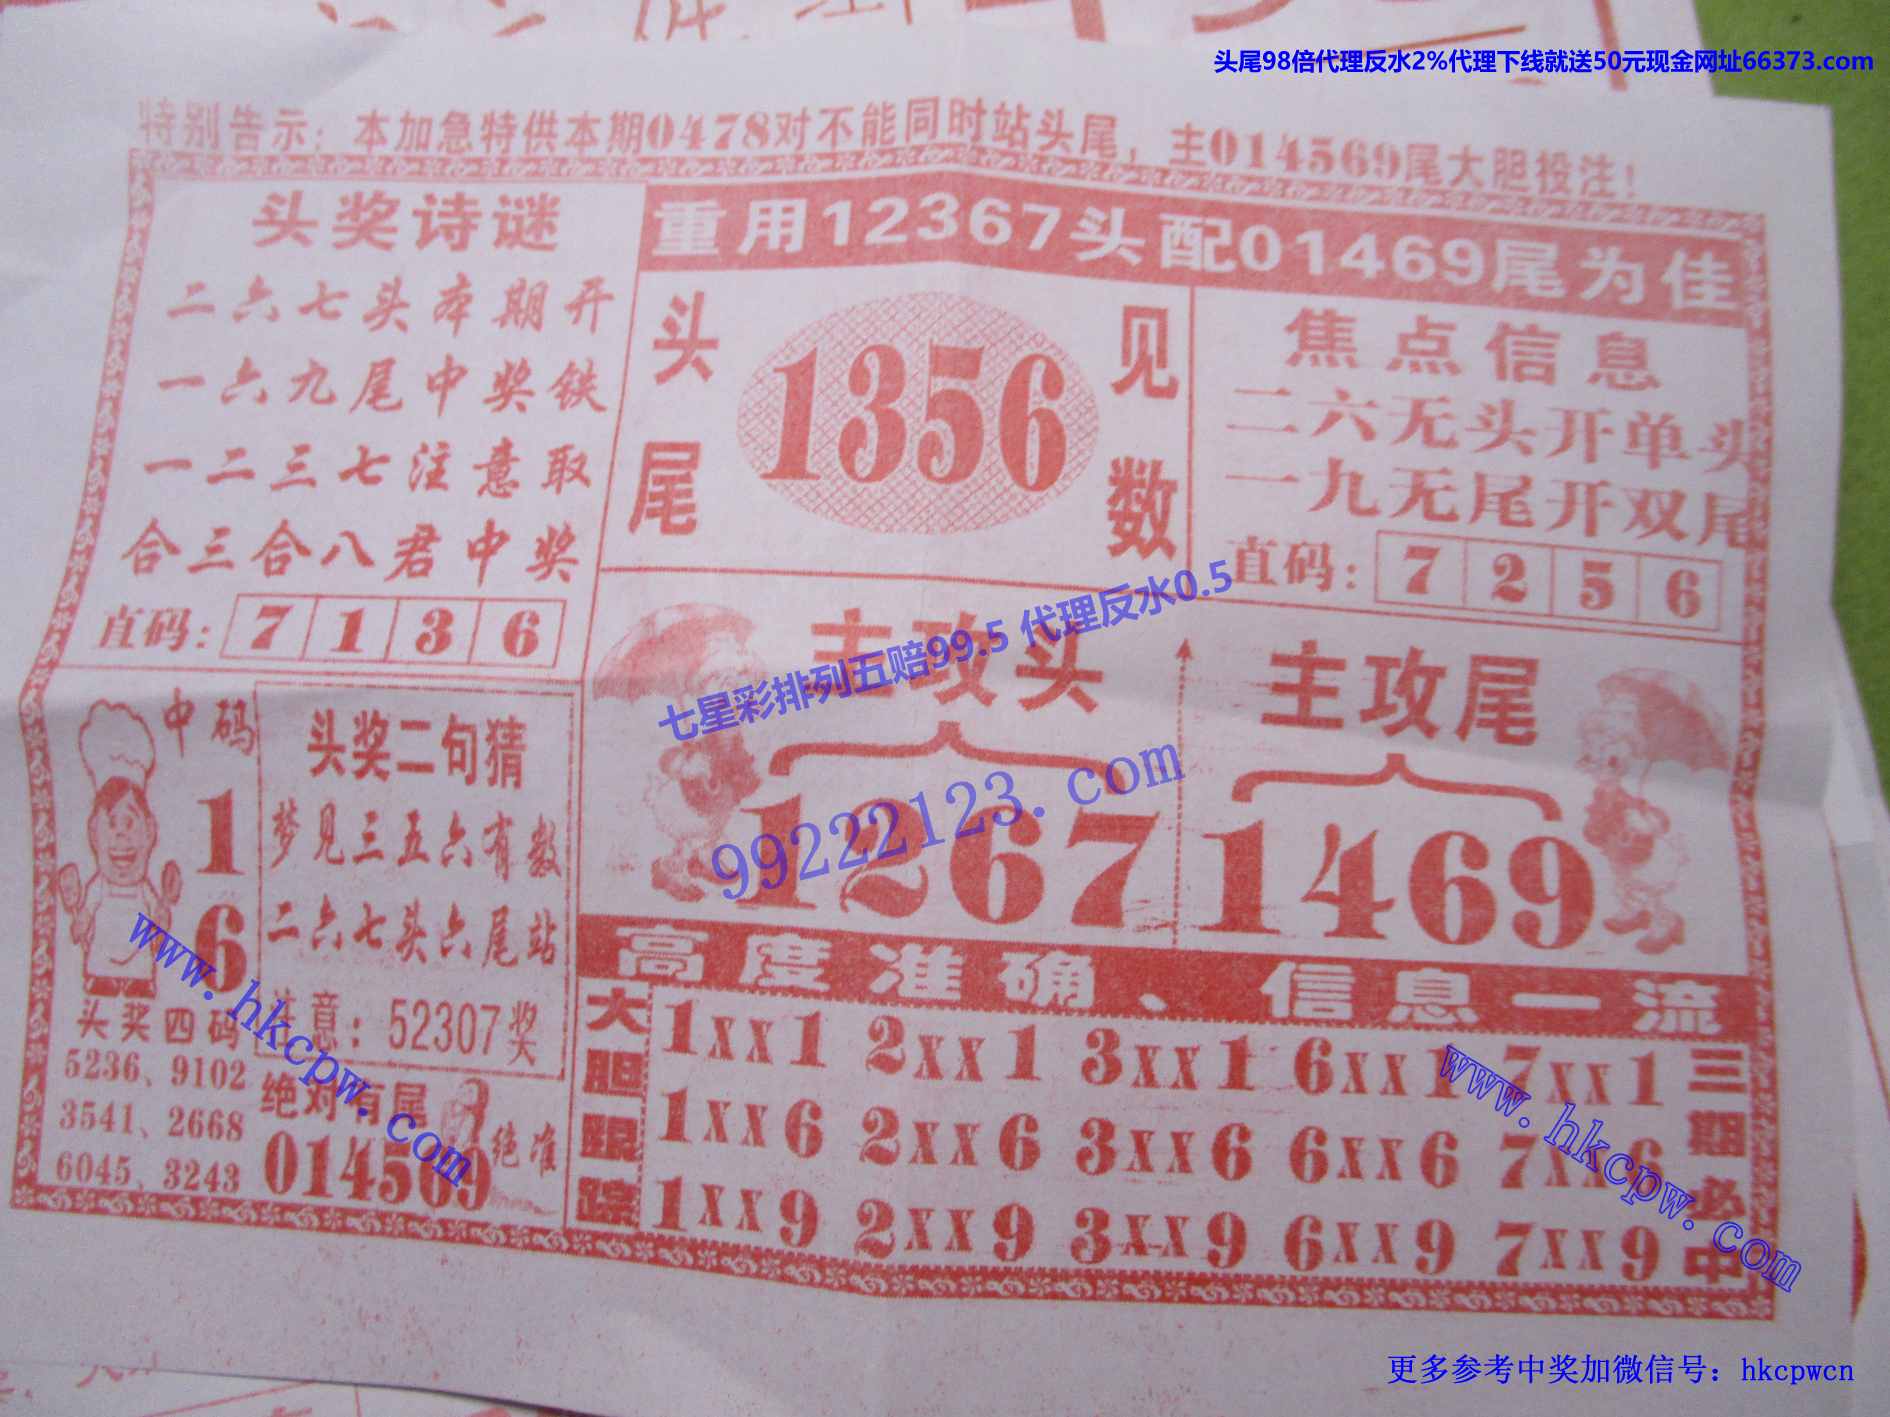 头尾98倍代理反水2%代理下线就送50元现金网址66373.com
特别告示：本加急特供本期0478对不能同时站头尾，主014569尾大胆投注！
头奖诗谜
二六七头本期开
一六九尾中奖铁
一二三七注意取
合三合八君中奖
直码：7 1 3 6
重用12367头配01469尾为佳
头尾 1356 见数
焦点信息
二六无头开单头
一九无尾开双尾
直码：7 2 5 6
主攻头
1267
主攻尾
1469
七星彩排列五赔99.5 代理反水0.5
99222123.com
中码
1
6
头奖四码
5236、9102
3541、2668
6045、3243
头奖二句猜
梦见三五六有数
二六七头六尾站
注意：52307奖
绝对有尾
014569
绝准
高度准确、信息一流
大胆跟踪
1xx1 2xx1 3xx1 6xx1 7xx1
1xx6 2xx6 3xx6 6xx6 7xx6
1xx9 2xx9 3xx9 6xx9 7xx9
三期必中
www.hkcpw.com
www.hkcpw.com
更多参考中奖加微信号：hkcpwcn